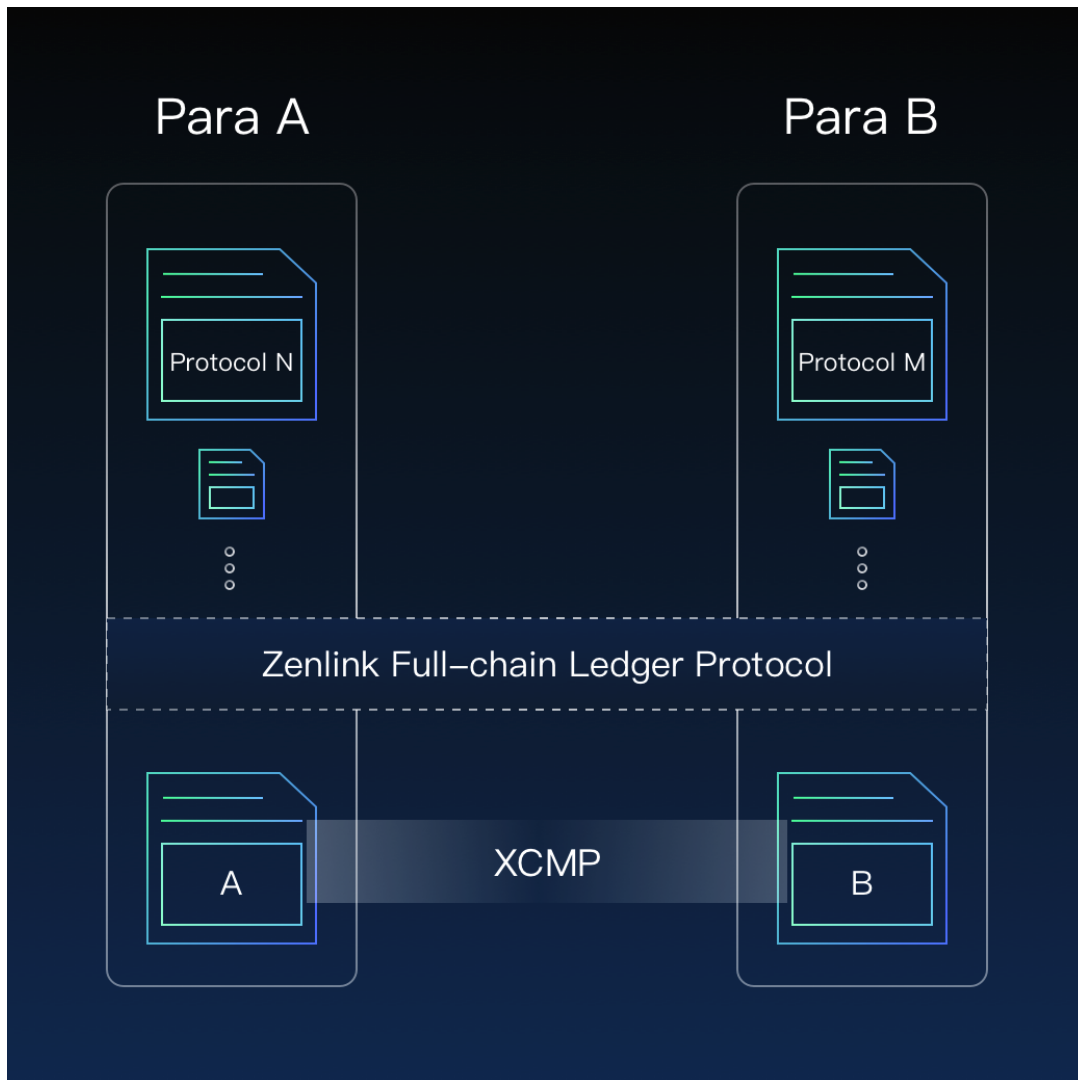 Para A
Para B
Protocol N
Protocol M
Zenlink Full–chain Ledger Protocol
XCMP
A
B